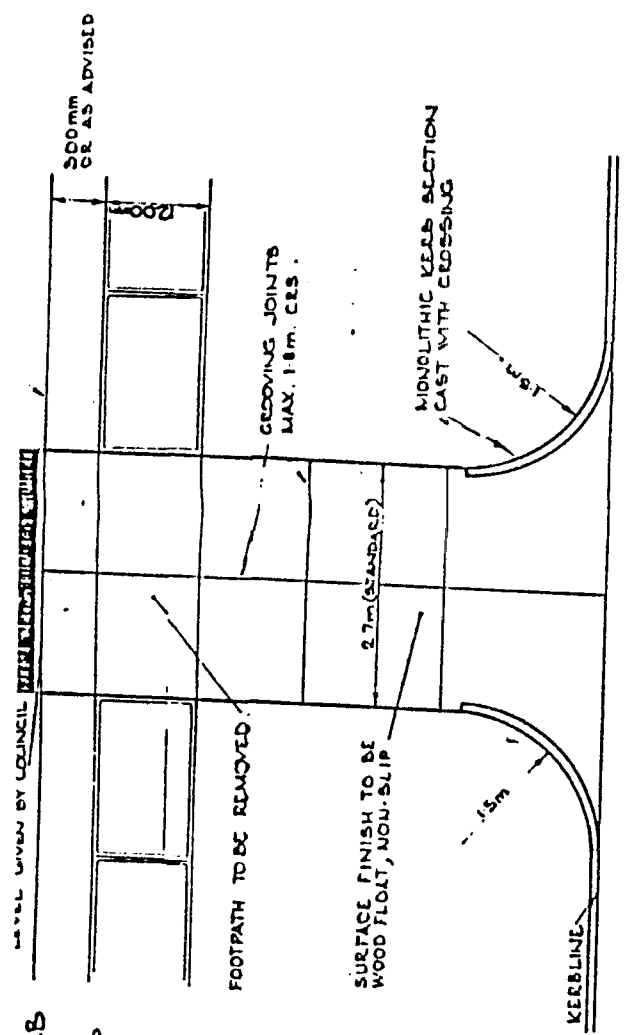 LEVEL GIVEN BY COUNCIL
300mm
OR AS ADVISED
1200m
GROOVING JOINTS
MAX. 1·8m. CRS.
FOOTPATH TO BE REMOVED
MONOLITHIC KERB SECTION
CAST WITH CROSSING
1·5m.
2·7m (STANDARD)
SURFACE FINISH TO BE
WOOD FLOAT, NON-SLIP
1·5m
KERBLINE